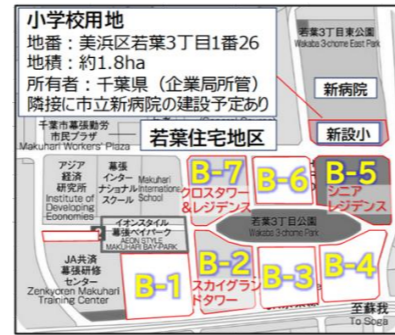 小学校用地
地番：美浜区若葉3丁目1番26
地積：約1.8ha
所有者：千葉県（企業局所管）
隣接に市立新病院の建設予定あり
若葉3丁目東公園
Wakaba 3-chome East Park
新病院
新設小
千葉市幕張勤労
市民プラザ
Makuhari Workers' Plaza
若葉住宅地区
アジア
経済
研究所
Institute of
Developing
Economies
幕張
インター
ナショナル
スクール
Makuhari
International
School
イオンスタイル
幕張ベイパーク
AEON STYLE
MAKUHARI BAY-PARK
B-7
クロスタワー
&レジデンス
B-6
B-5
シニア
レジデンス
若葉3丁目公園
Wakaba 3-chome Park
JA共済
幕張研修
センター
Zenkyoren Makuhari
Training Center
B-1
B-2
スカイグラン
ドタワー
B-3
B-4
至蘇我
To Soga